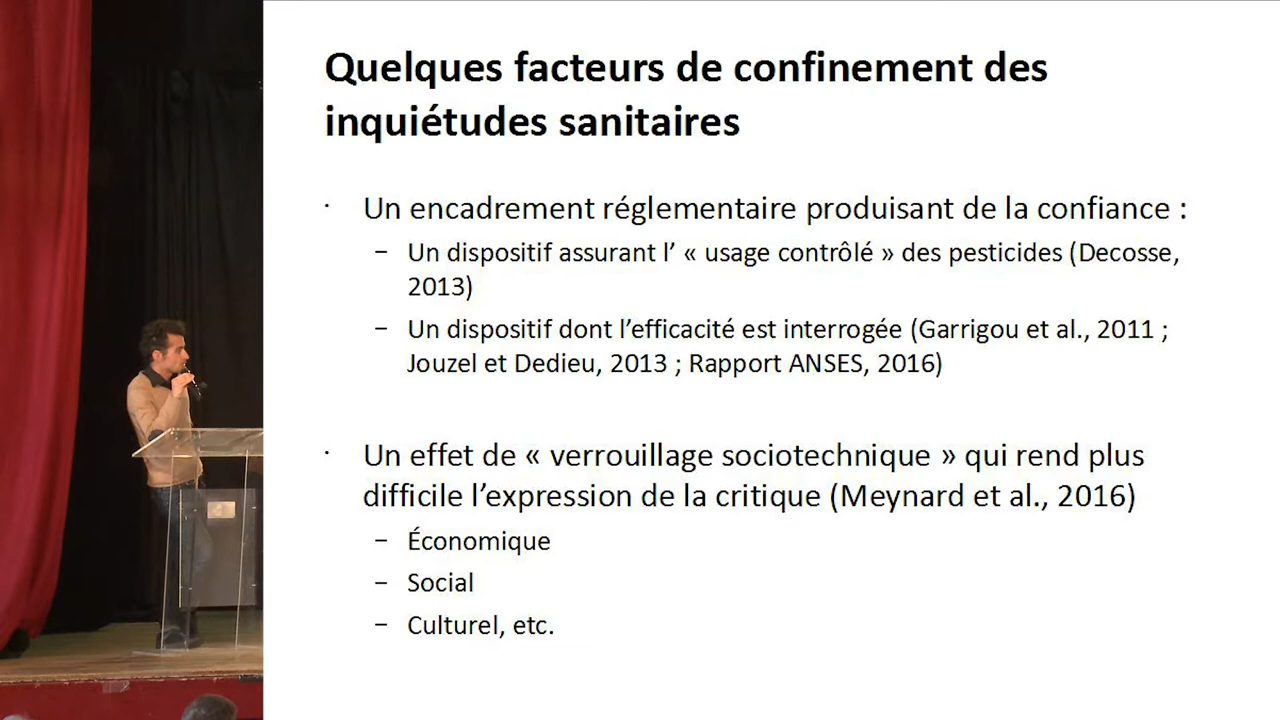 Quelques facteurs de confinement des
inquiétudes sanitaires
· Un encadrement réglementaire produisant de la confiance :
– Un dispositif assurant l’ « usage contrôlé » des pesticides (Decosse,
2013)
– Un dispositif dont l’efficacité est interrogée (Garrigou et al., 2011 ;
Jouzel et Dedieu, 2013 ; Rapport ANSES, 2016)
· Un effet de « verrouillage sociotechnique » qui rend plus
difficile l’expression de la critique (Meynard et al., 2016)
– Économique
– Social
– Culturel, etc.